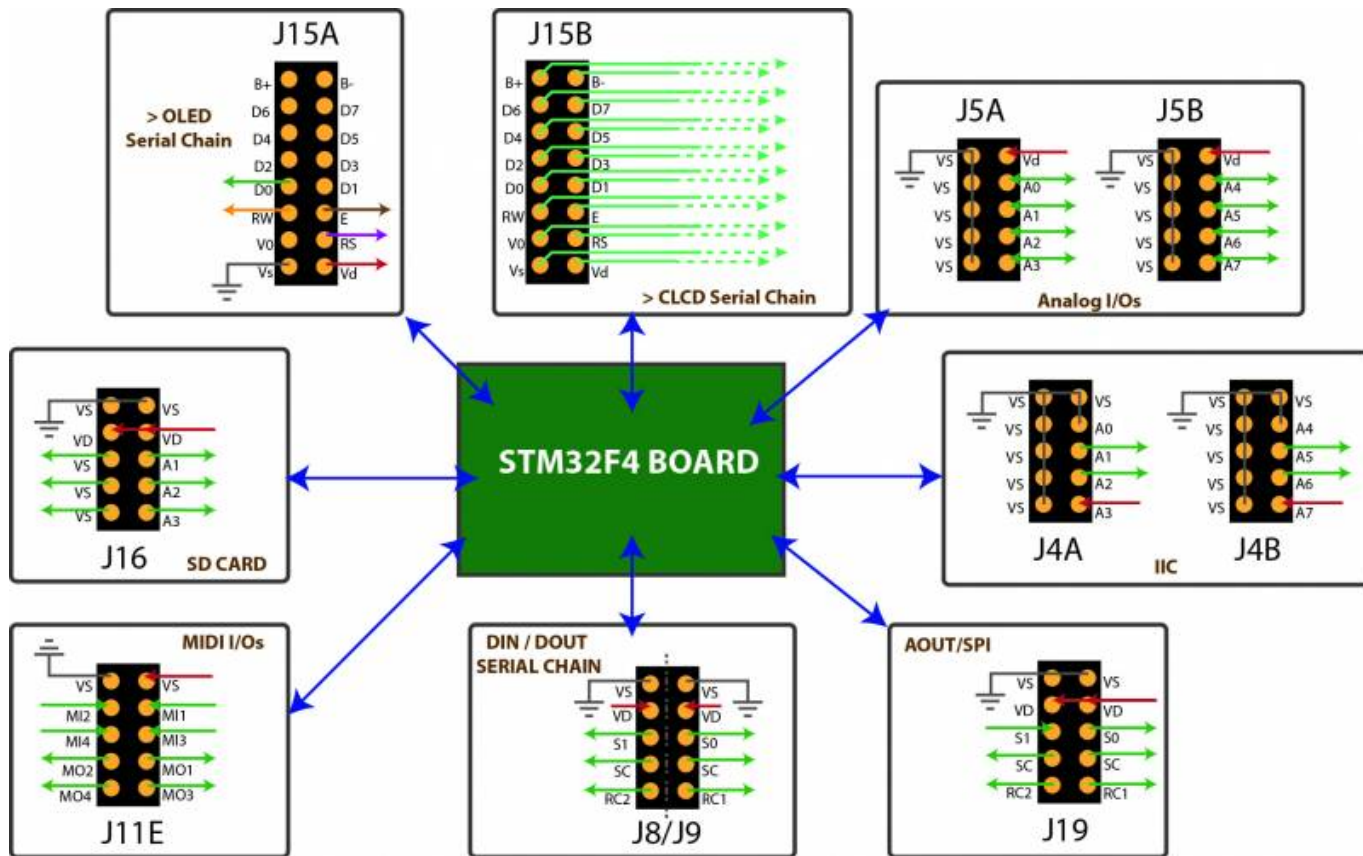 J15A
B+ B-
D6 D7
> OLED
Serial Chain
D4 D5
D2 D3
D0 D1
RW E
V0 RS
Vs Vd
J15B
B+ B-
D6 D7
D4 D5
D2 D3
D0 D1
RW E
V0 RS
Vs Vd
> CLCD Serial Chain
J5A J5B
VS Vd VS Vd
VS A0 VS A4
VS A1 VS A5
VS A2 VS A6
VS A3 VS A7
Analog I/Os
STM32F4 BOARD
VS VS
VD VD
VS A1
VS A2
VS A3
J16
SD CARD
VS VS VS VS
VS A0 VS A4
VS A1 VS A5
VS A2 VS A6
VS A3 VS A7
J4A J4B
IIC
MIDI I/Os
VS VS
MI2 MI1
MI4 MI3
MO2 MO1
MO4 MO3
J11E
DIN / DOUT
SERIAL CHAIN
VS VS
VD VD
S1 S0
SC SC
RC2 RC1
J8/J9
AOUT/SPI
VS VS
VD VD
S1 S0
SC SC
RC2 RC1
J19